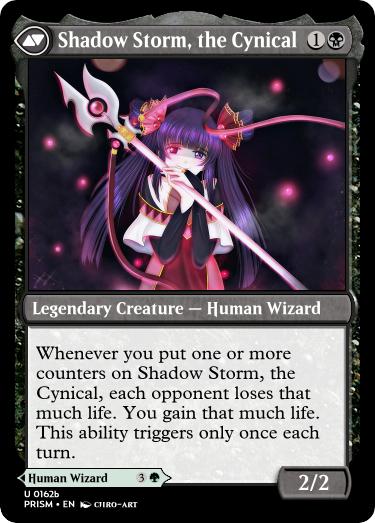 Shadow Storm, the Cynical 1
Legendary Creature — Human Wizard
Whenever you put one or more
counters on Shadow Storm, the
Cynical, each opponent loses that
much life. You gain that much life.
This ability triggers only once each
turn.
Human Wizard 3
2/2
U 0162b
PRISM • EN CHRO-ART